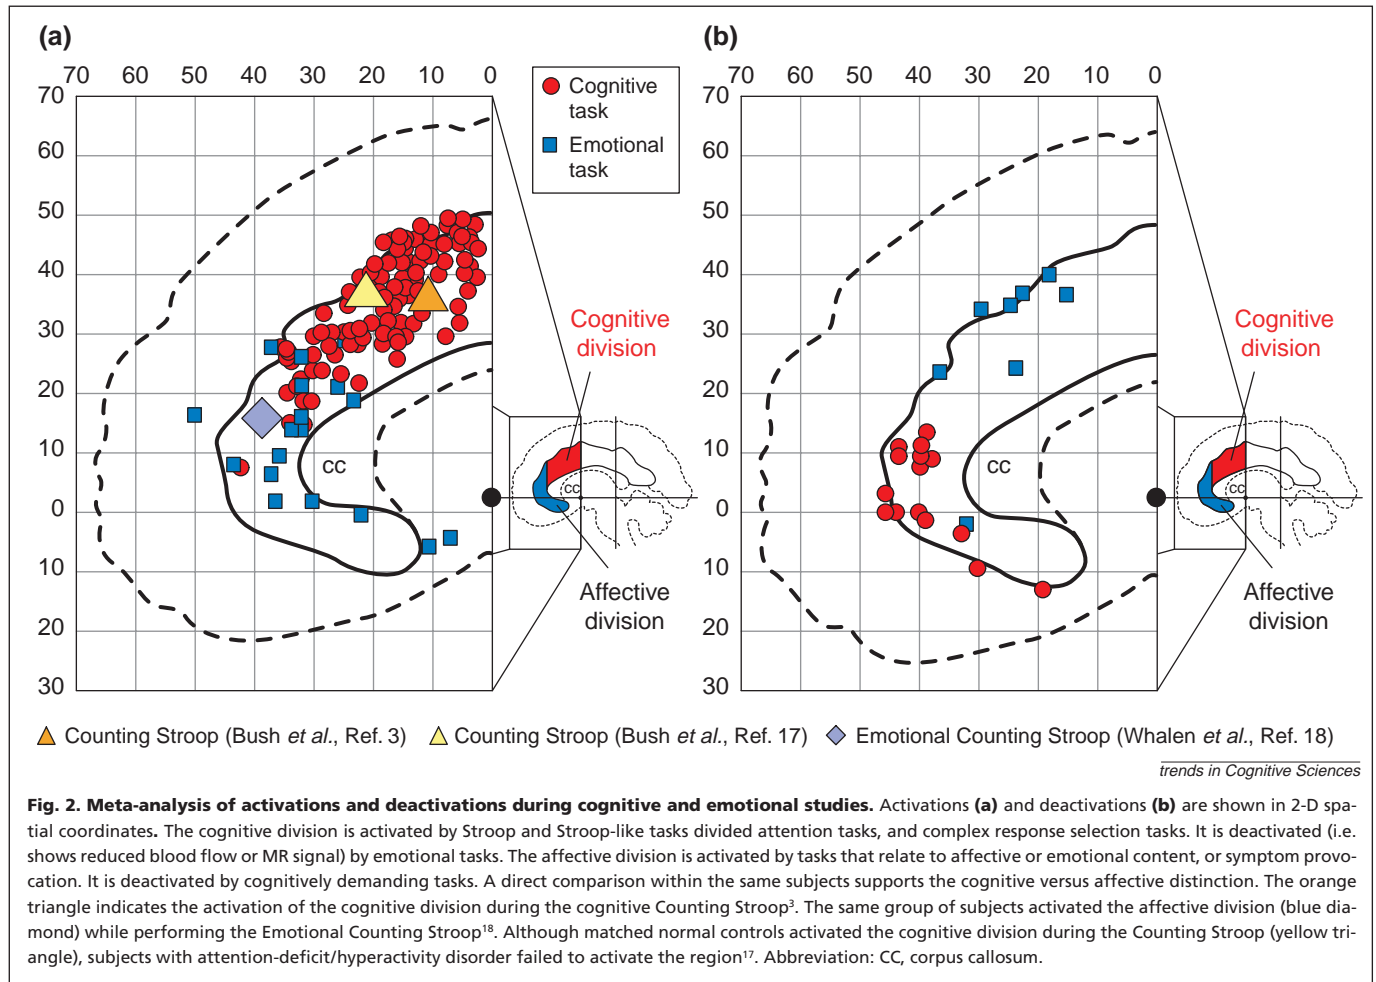 (a)
(b)
70 60 50 40 30 20 10 0
70 60 50 40 30 20 10 0
70
60
50
40
30
20
10
0
10
20
30
Cognitive
task
Emotional
task
cc
Cognitive
division
cc
Affective
division
70
60
50
40
30
20
10
0
10
20
30
cc
Cognitive
division
cc
Affective
division
Counting Stroop (Bush et al., Ref. 3) Counting Stroop (Bush et al., Ref. 17) Emotional Counting Stroop (Whalen et al., Ref. 18)
trends in Cognitive Sciences
Fig. 2. Meta-analysis of activations and deactivations during cognitive and emotional studies. Activations (a) and deactivations (b) are shown in 2-D spa-
tial coordinates. The cognitive division is activated by Stroop and Stroop-like tasks divided attention tasks, and complex response selection tasks. It is deactivated (i.e.
shows reduced blood flow or MR signal) by emotional tasks. The affective division is activated by tasks that relate to affective or emotional content, or symptom provo-
cation. It is deactivated by cognitively demanding tasks. A direct comparison within the same subjects supports the cognitive versus affective distinction. The orange
triangle indicates the activation of the cognitive division during the cognitive Counting Stroop³. The same group of subjects activated the affective division (blue dia-
mond) while performing the Emotional Counting Stroop¹⁸. Although matched normal controls activated the cognitive division during the Counting Stroop (yellow tri-
angle), subjects with attention-deficit/hyperactivity disorder failed to activate the region¹⁷. Abbreviation: CC, corpus callosum.